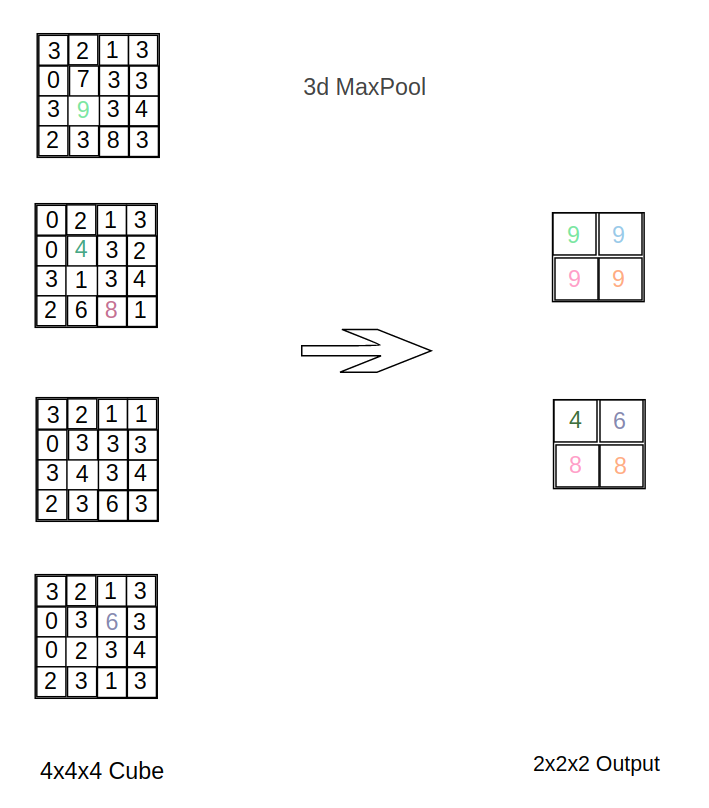 3 2 1 3
0 7 3 3
3 9 3 4
2 3 8 3
3d MaxPool
0 2 1 3
0 4 3 2
3 1 3 4
2 6 8 1
9 9
9 9
3 2 1 1
0 3 3 3
3 4 3 4
2 3 6 3
4 6
8 8
3 2 1 3
0 3 6 3
0 2 3 4
2 3 1 3
4x4x4 Cube
2x2x2 Output